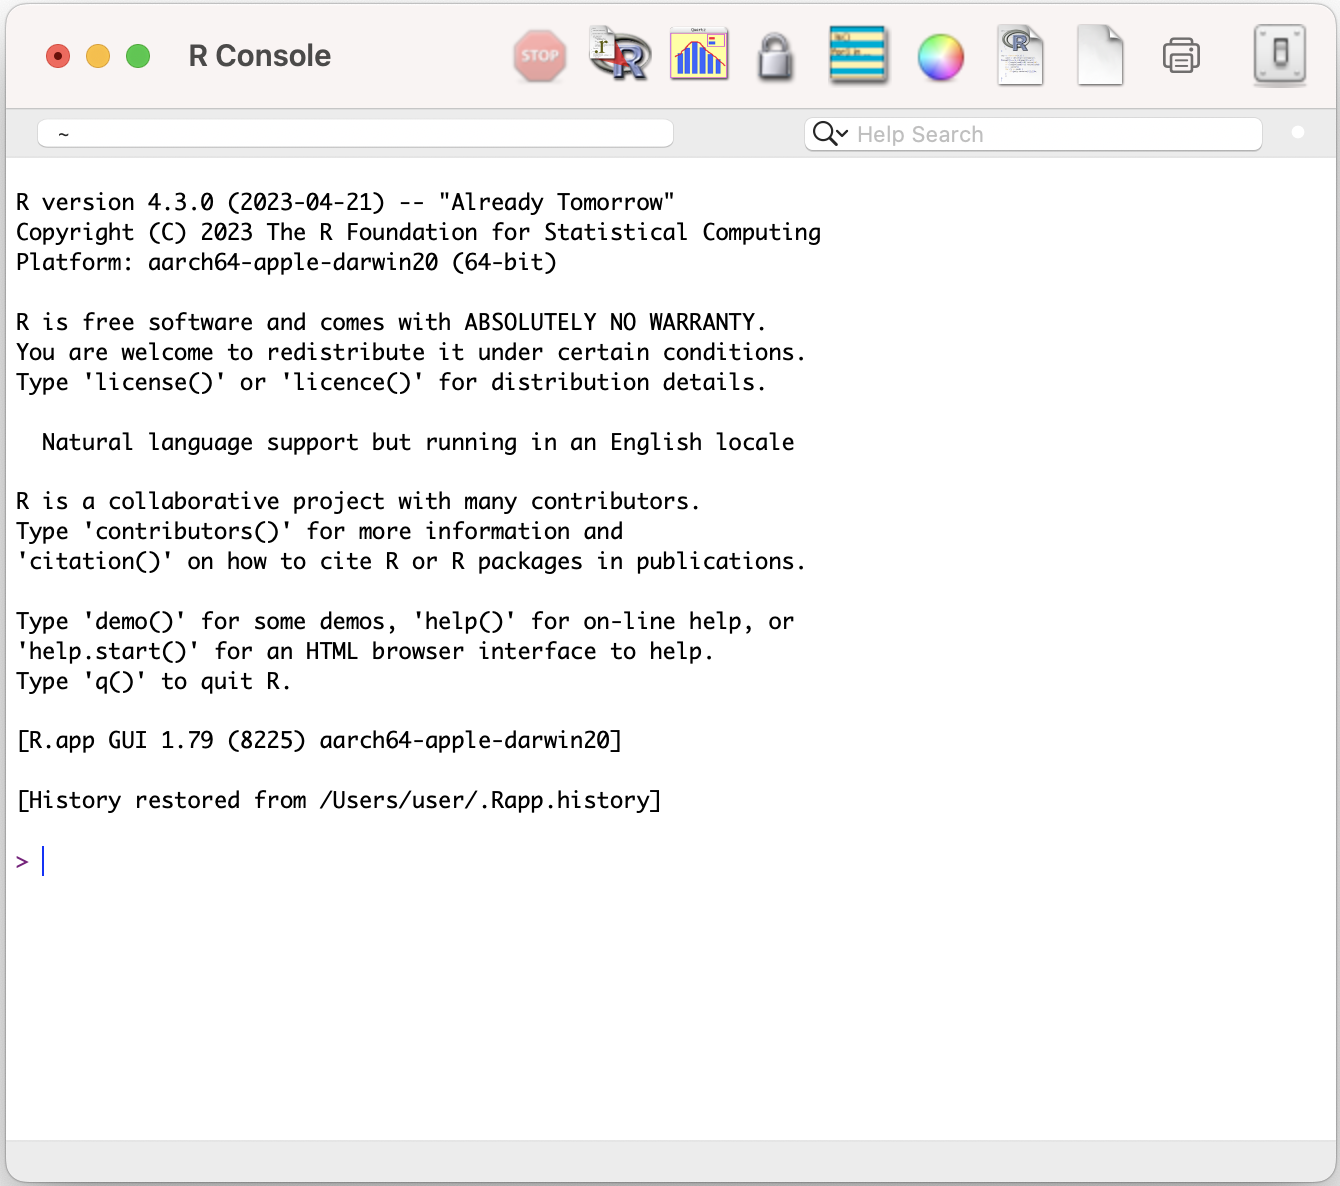 R Console
STOP
~
Help Search
R version 4.3.0 (2023-04-21) -- "Already Tomorrow"
Copyright (C) 2023 The R Foundation for Statistical Computing
Platform: aarch64-apple-darwin20 (64-bit)
R is free software and comes with ABSOLUTELY NO WARRANTY.
You are welcome to redistribute it under certain conditions.
Type 'license()' or 'licence()' for distribution details.
Natural language support but running in an English locale
R is a collaborative project with many contributors.
Type 'contributors()' for more information and
'citation()' on how to cite R or R packages in publications.
Type 'demo()' for some demos, 'help()' for on-line help, or
'help.start()' for an HTML browser interface to help.
Type 'q()' to quit R.
[R.app GUI 1.79 (8225) aarch64-apple-darwin20]
[History restored from /Users/user/.Rapp.history]
>